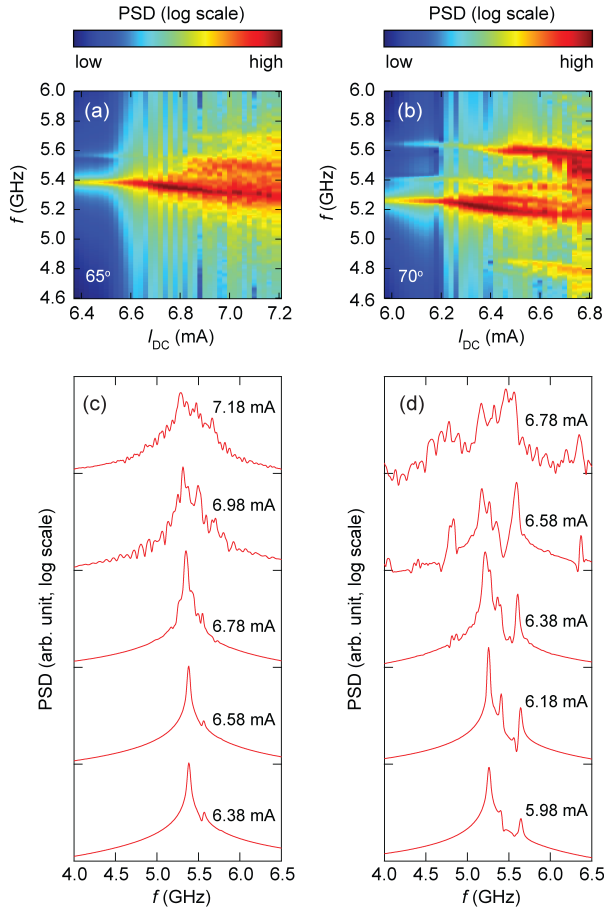 PSD (log scale) PSD (log scale)
low high low high
6.0 6.0
(a) (b)
5.8 5.8
5.6 5.6
5.4 5.4
5.2 5.2
5.0 5.0
4.8 4.8
65° 70°
4.6 4.6
f (GHz) f (GHz)
6.4 6.6 6.8 7.0 7.2 6.0 6.2 6.4 6.6 6.8
I_DC (mA) I_DC (mA)
(c) (d)
7.18 mA 6.78 mA
6.98 mA 6.58 mA
6.78 mA 6.38 mA
6.58 mA 6.18 mA
6.38 mA 5.98 mA
PSD (arb. unit, log scale) PSD (arb. unit, log scale)
4.0 4.5 5.0 5.5 6.0 6.5 4.0 4.5 5.0 5.5 6.0 6.5
f (GHz) f (GHz)